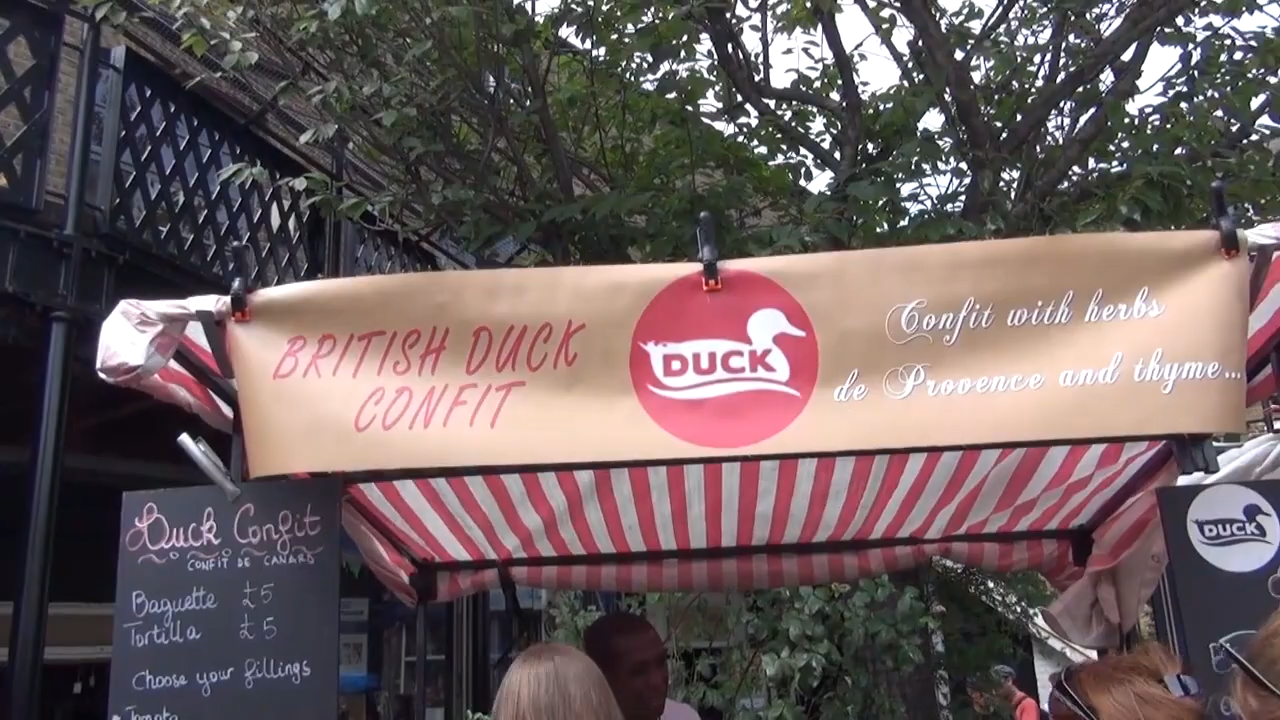 BRITISH DUCK
CONFIT
DUCK
Confit with herbs
de Provence and thyme...
Duck Confit
CONFIT DE CANARD
Baguette £5
Tortilla £5
Choose your fillings
Tomato
DUCK